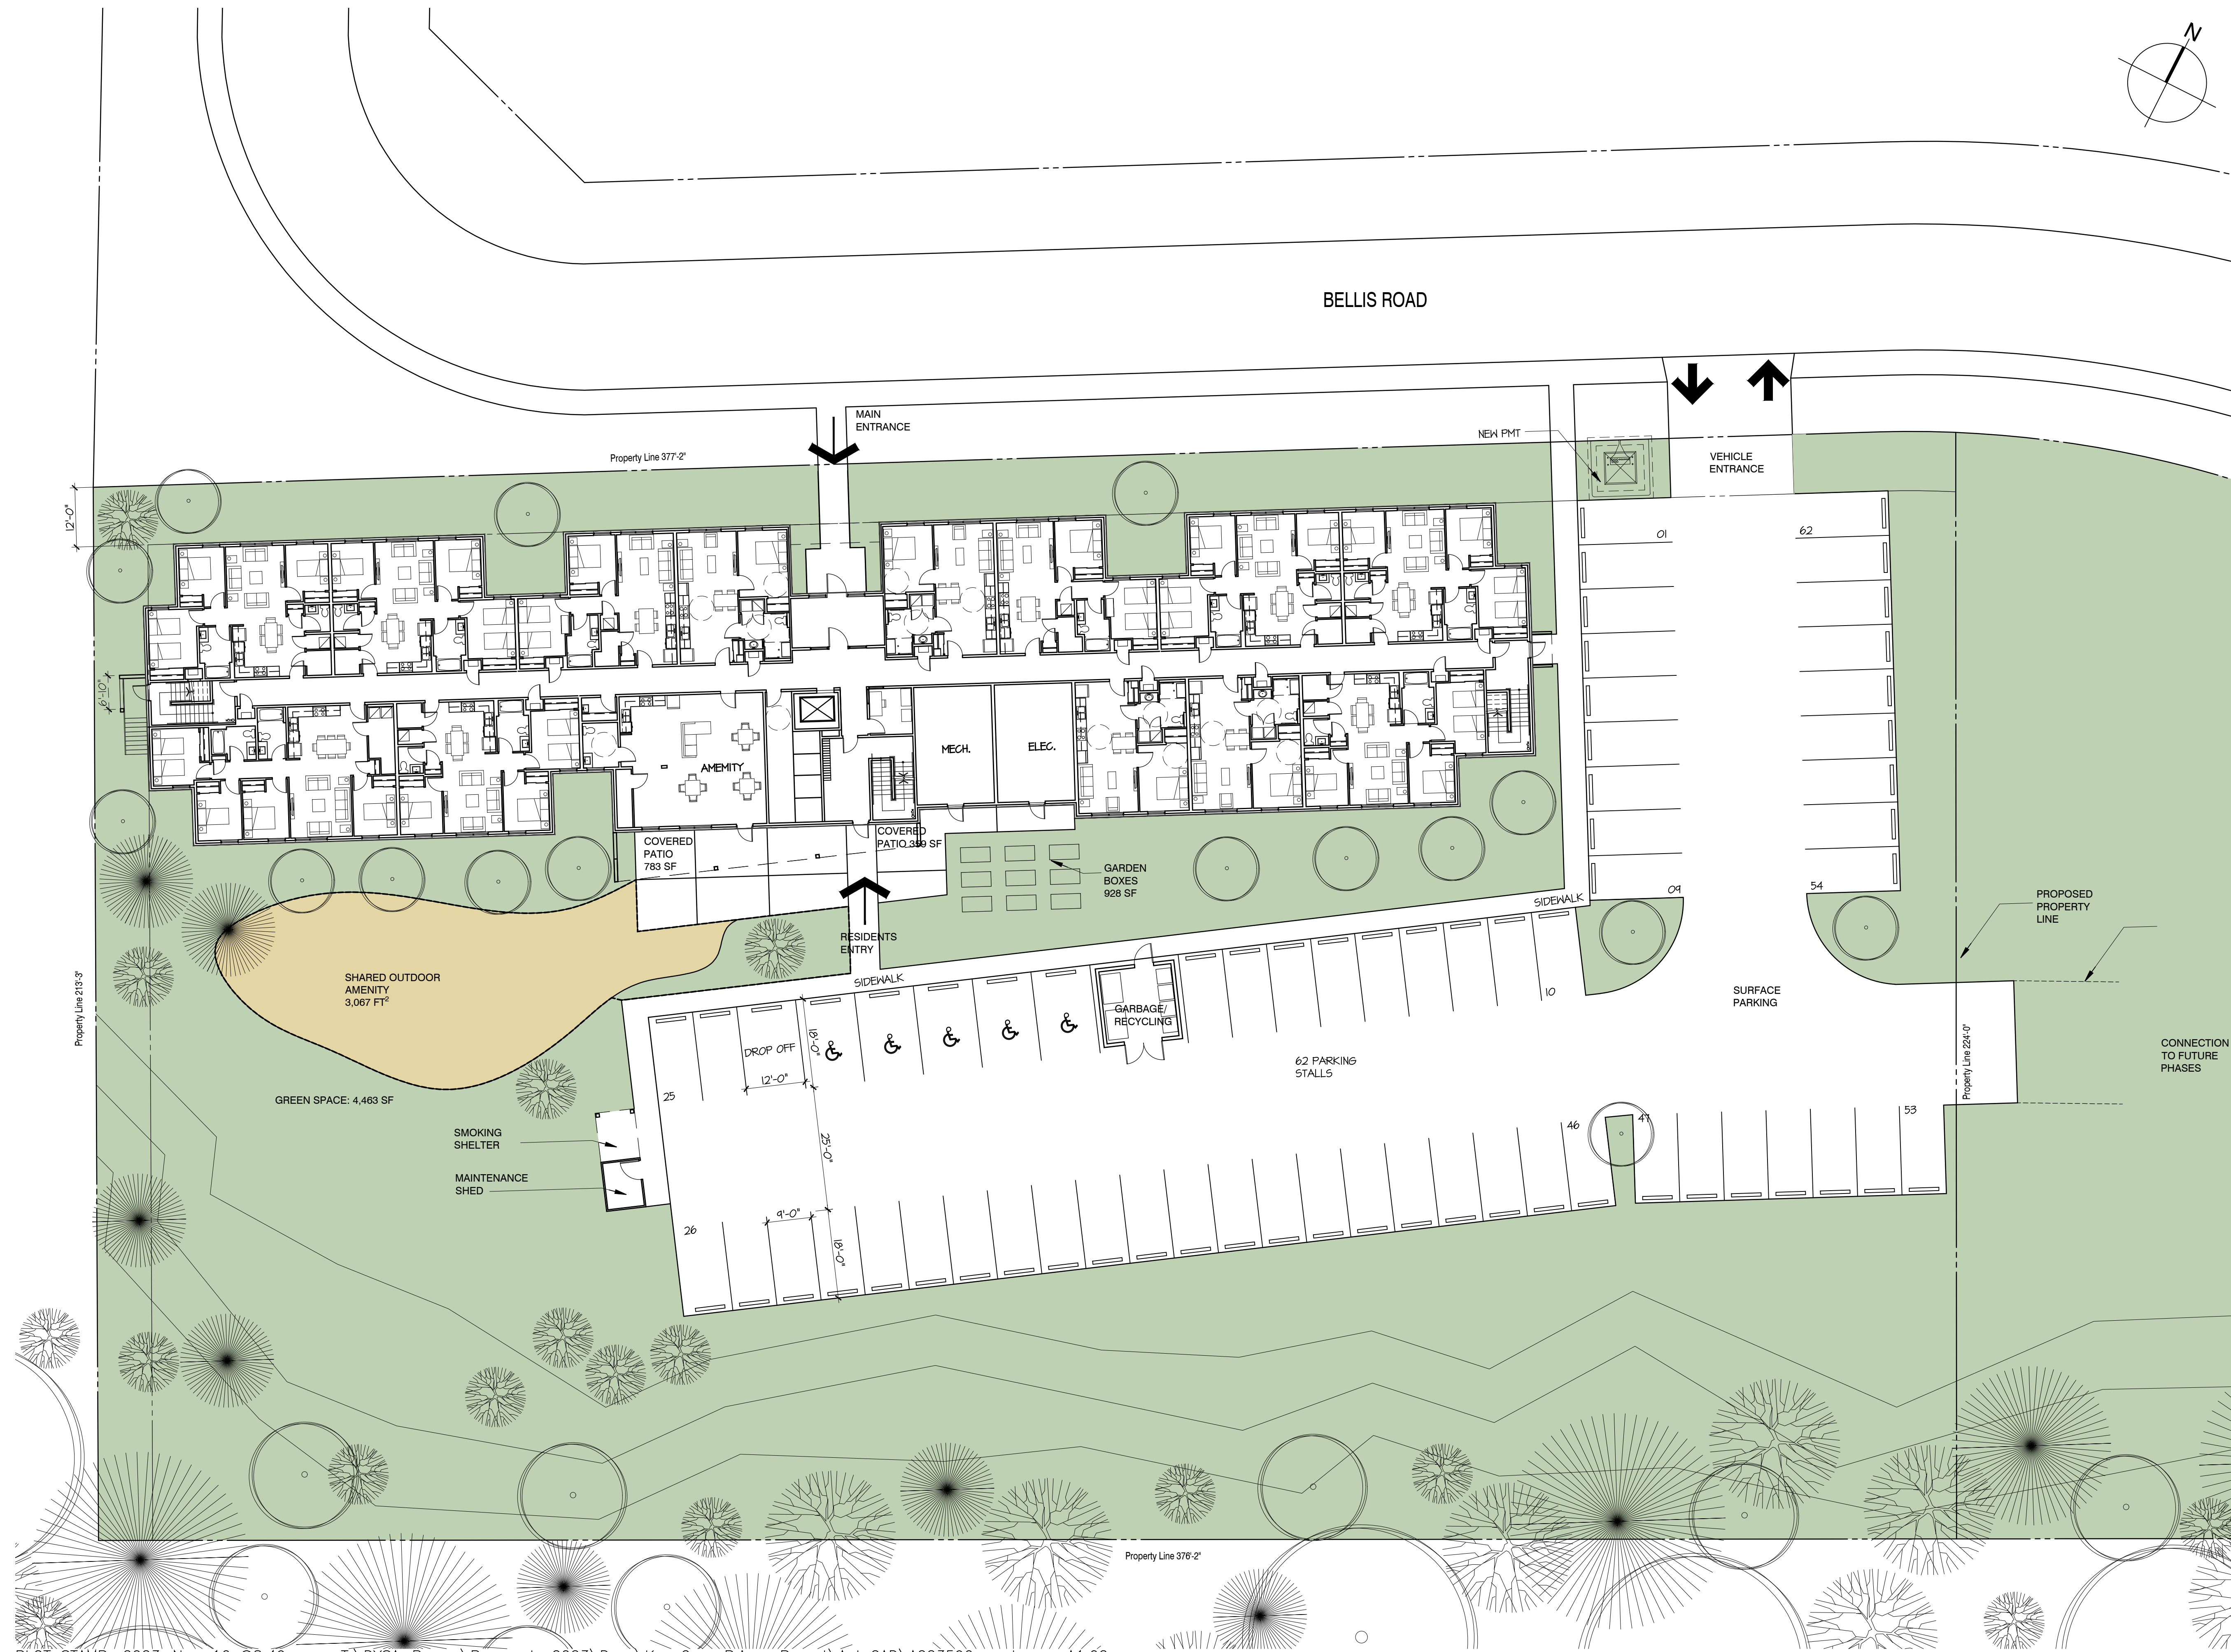 N
BELLIS ROAD
MAIN
ENTRANCE
NEW PMT
Property Line 377'-2"
VEHICLE
ENTRANCE
12'-0"
01
62
6'-10"
MECH.
ELEC.
AMEMITY
COVERED
PATIO
783 SF
COVERED
PATIO 399 SF
GARDEN
BOXES
928 SF
09
54
PROPOSED
PROPERTY
LINE
SIDEWALK
RESIDENTS
ENTRY
SHARED OUTDOOR
AMENITY
3,067 FT²
SIDEWALK
10
SURFACE
PARKING
Property Line 213'-3"
GARBAGE/
RECYCLING
DROP OFF
18'-0"
12'-0"
62 PARKING
STALLS
Property Line 224'-0"
CONNECTION
TO FUTURE
PHASES
25
GREEN SPACE: 4,463 SF
46
47
53
SMOKING
SHELTER
25'-0"
MAINTENANCE
SHED
9'-0"
26
18'-0"
Property Line 376'-2"